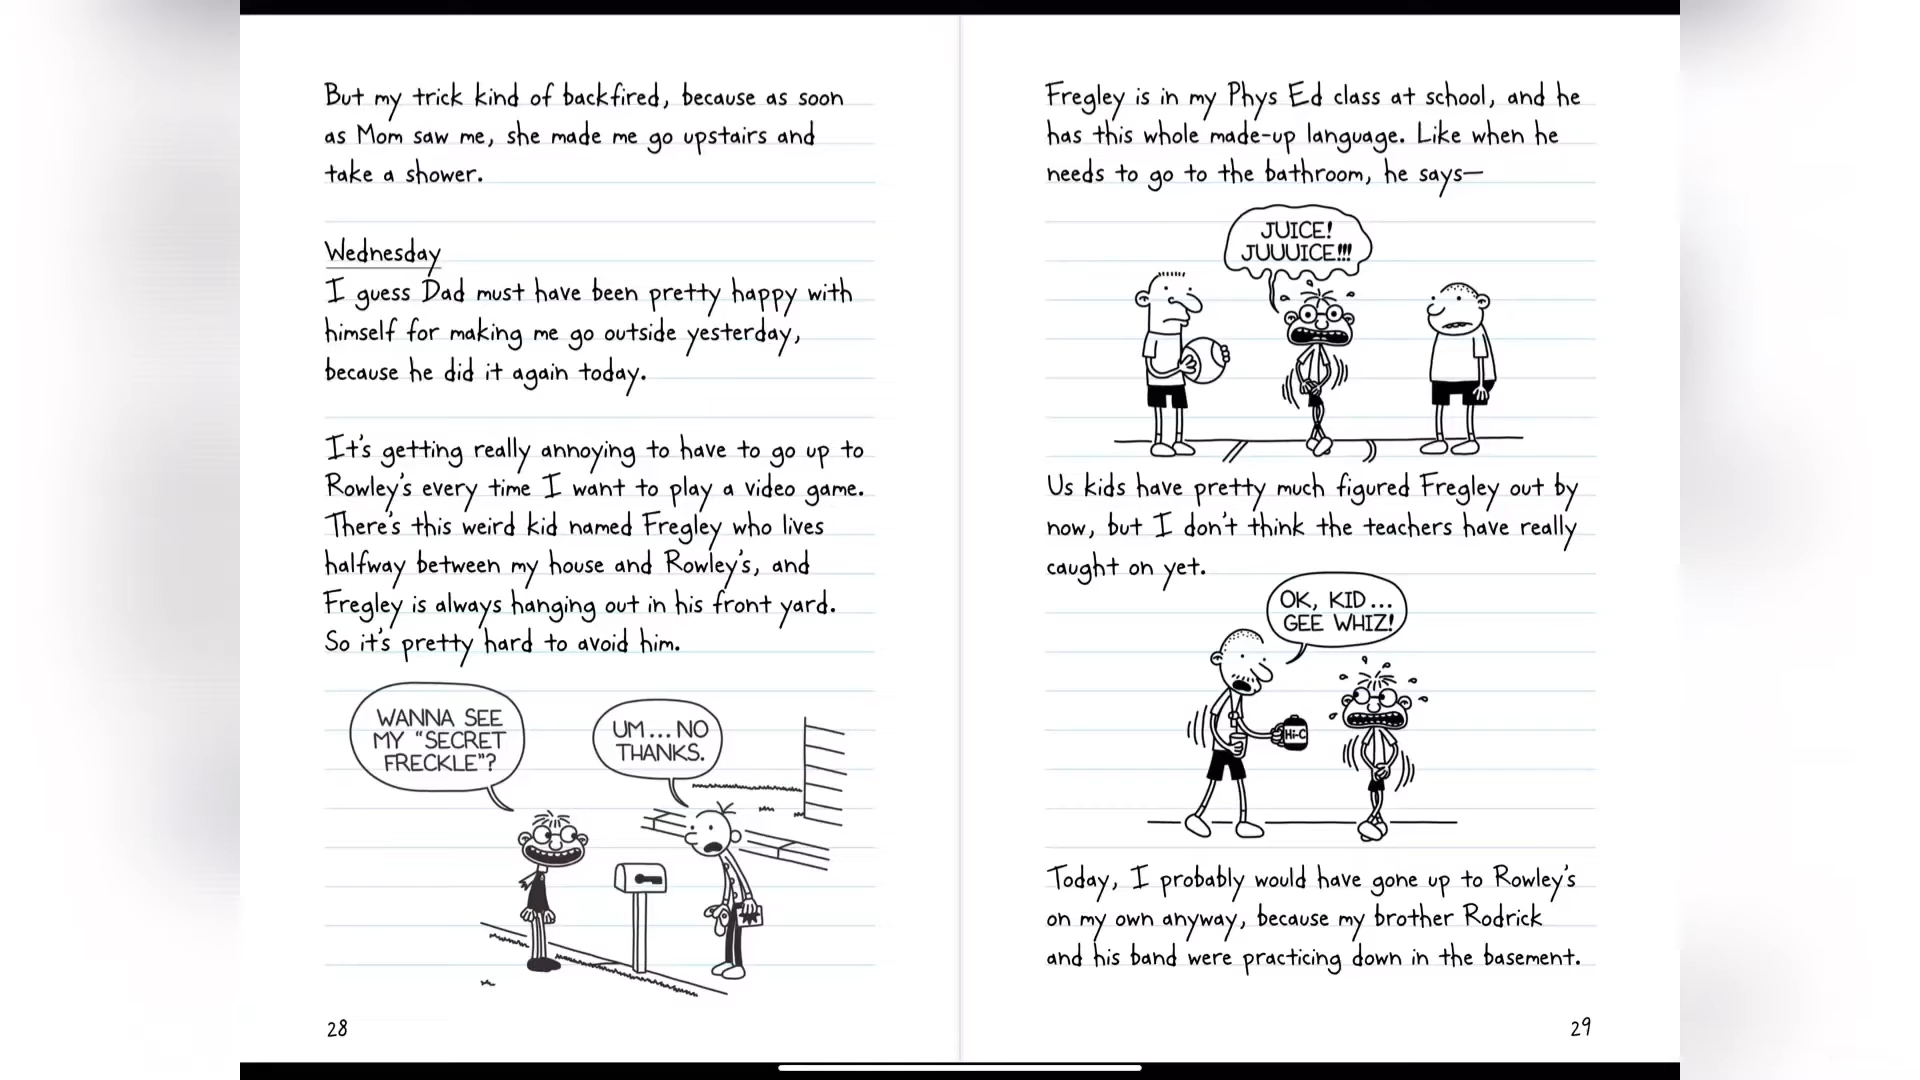 But my trick kind of backfired, because as soon
as Mom saw me, she made me go upstairs and
take a shower.
Wednesday
I guess Dad must have been pretty happy with
himself for making me go outside yesterday,
because he did it again today.
It's getting really annoying to have to go up to
Rowley's every time I want to play a video game.
There's this weird kid named Fregley who lives
halfway between my house and Rowley's, and
Fregley is always hanging out in his front yard.
So it's pretty hard to avoid him.
WANNA SEE
MY "SECRET
FRECKLE"?
UM... NO
THANKS.
28
Fregley is in my Phys Ed class at school, and he
has this whole made-up language. Like when he
needs to go to the bathroom, he says—
JUICE!
JUUUICE!!!
Us kids have pretty much figured Fregley out by
now, but I don't think the teachers have really
caught on yet.
OK, KID...
GEE WHIZ!
Hi-C
Today, I probably would have gone up to Rowley's
on my own anyway, because my brother Rodrick
and his band were practicing down in the basement.
29